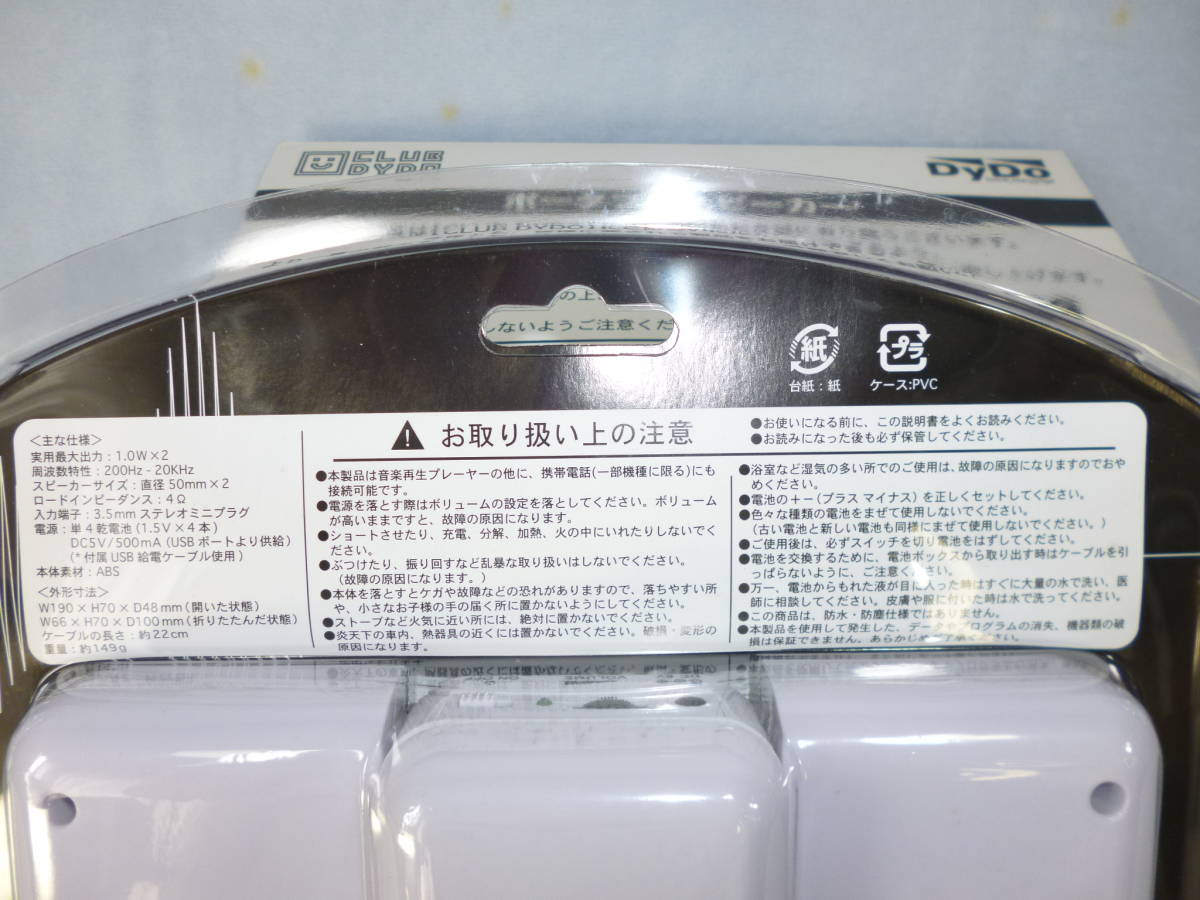 CLUB
DYDO
DyDo
の上
しないようご注意くだ
紙
台紙：紙
プラ
ケース:PVC
＜主な仕様＞
実用最大出力：1.0W×2
周波数特性：200Hz - 20KHz
スピーカーサイズ：直径 50mm×2
ロードインピーダンス：4Ω
入力端子：3.5mm ステレオミニプラグ
電源：単４乾電池(1.5V×4本)
DC5V/500mA (USBポートより供給)
(*付属USB給電ケーブル使用)
本体素材：ABS
＜外形寸法＞
W190×H70×D48mm (開いた状態)
W66×H70×D100mm (折りたたんだ状態)
ケーブルの長さ：約22cm
重量：約149g
お取り扱い上の注意
●お使いになる前に、この説明書をよくお読みください。
●お読みになった後も必ず保管してください。
●本製品は音楽再生プレーヤーの他に、携帯電話(一部機種に限る)にも
接続可能です。
●電源を落とす際はボリュームの設定を落としてください。ボリューム
が高いままですと、故障の原因になります。
●ショートさせたり、充電、分解、加熱、火の中にいれたりしないでく
ださい。
●ぶつけたり、振り回すなど乱暴な取り扱いはしないでください。
(故障の原因になります。)
●本体を落とすとケガや故障などの恐れがありますので、落ちやすい所
や、小さなお子様の手の届く所に置かないようにしてください。
●ストーブなど火気に近い所には、絶対に置かないでください。
●炎天下の車内、熱器具の近くには置かないでください。破損・変形の
原因になります。
●浴室など湿気の多い所でのご使用は、故障の原因になりますのでおや
めください。
●電池の＋−(プラス マイナス)を正しくセットしてください。
●色々な種類の電池をまぜて使用しないでください。
(古い電池と新しい電池も同様にまぜて使用しないでください。)
●ご使用後は、必ずスイッチを切り電池をはずしてください。
●電池を交換するために、電池ボックスから取り出す時はケーブルを引
っぱらないように、ご注意ください。
●万一、電池からもれた液が目に入った時はすぐに大量の水で洗い、医
師に相談してください。皮膚や服に付いた時は水で洗ってください。
●この商品は、防水・防塵仕様ではありません。
●本製品を使用して発生した、データやプログラムの消失、機器類の破
損は保証できません。あらかじめご了承ください。